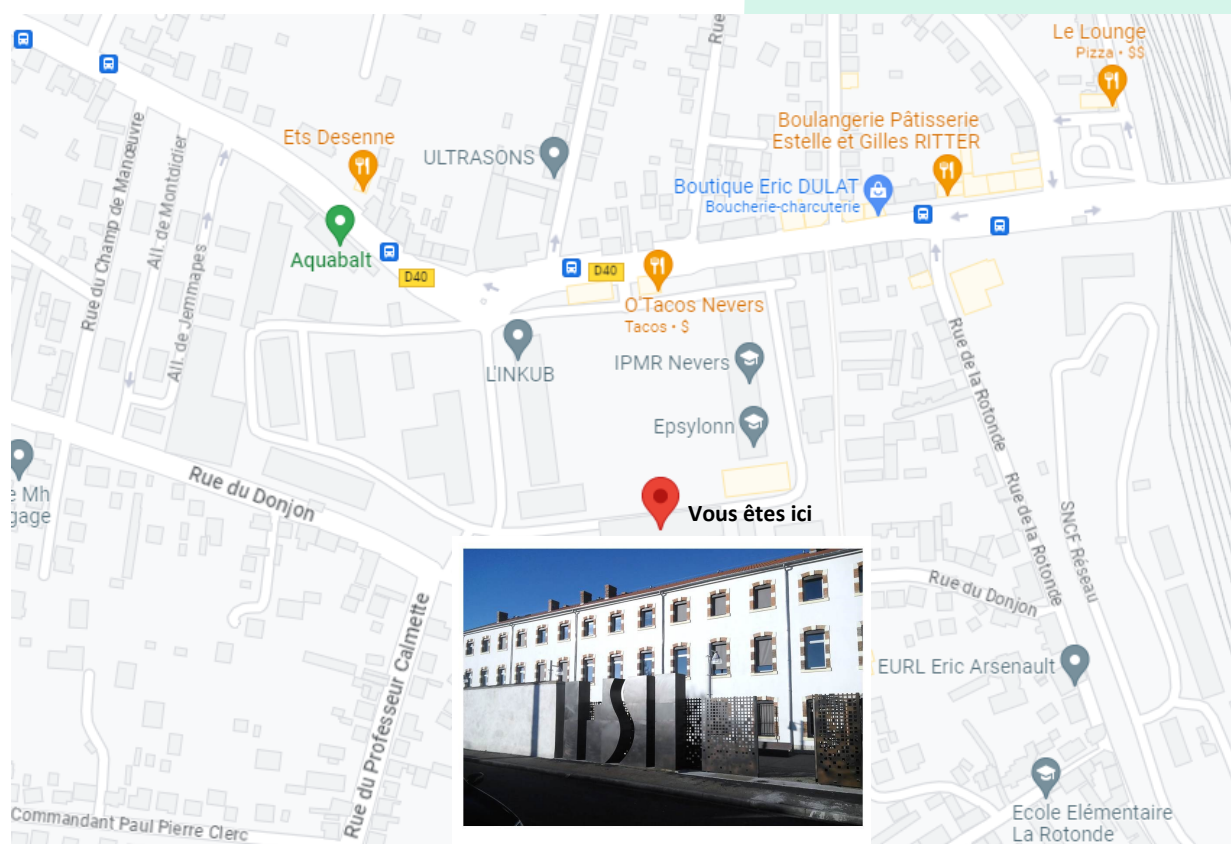 Rue
Le Lounge
Pizza • $$
Ets Desenne
ULTRASONS
Boulangerie Pâtisserie
Estelle et Gilles RITTER
Boutique Eric DULAT
Boucherie-charcuterie
Rue du Champ de Manœuvre
All. de Montdidier
All. de Jemmapes
Aquabalt
D40
D40
O'Tacos Nevers
Tacos • $
L'INKUB
IPMR Nevers
Epsylonn
Rue de la Rotonde
Rue de la Rotonde
SNCF Réseau
e Mh
gage
Rue du Donjon
Vous êtes ici
Rue du Donjon
Rue du Professeur Calmette
EURL Eric Arsenault
Commandant Paul Pierre Clerc
Ecole Elémentaire
La Rotonde